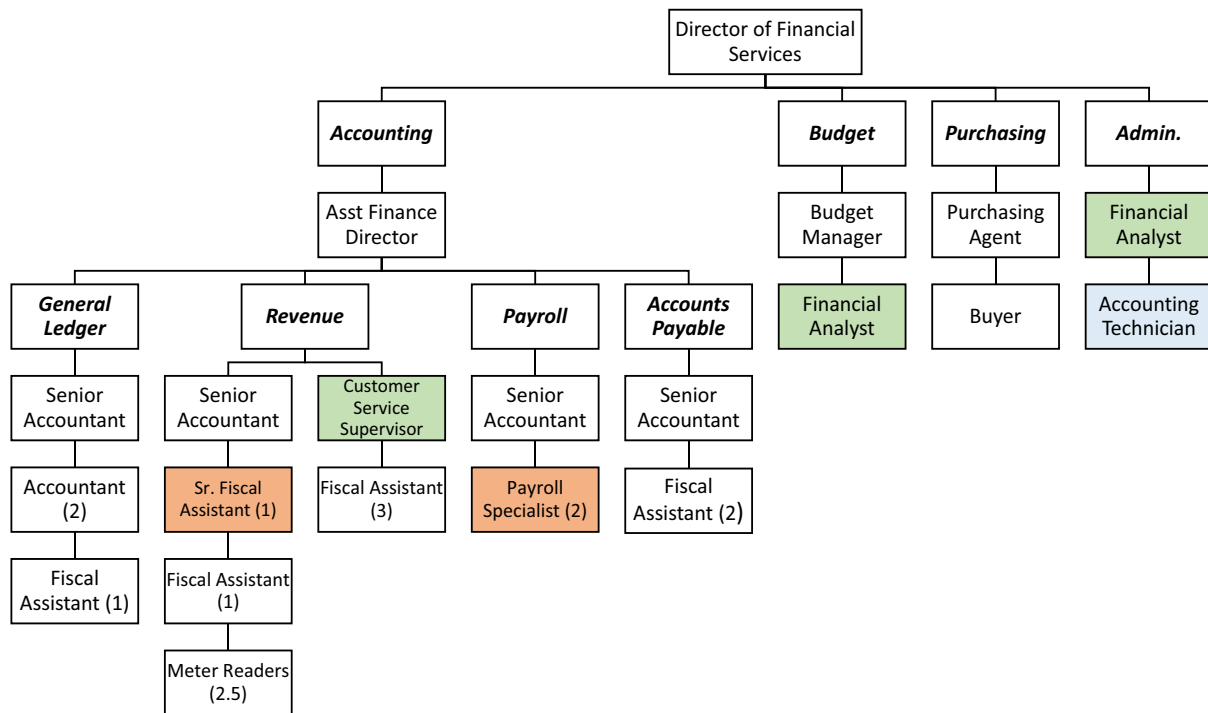 Director of Financial
Services
Accounting
Budget
Purchasing
Admin.
Asst Finance
Director
Budget
Manager
Purchasing
Agent
Financial
Analyst
General
Ledger
Revenue
Payroll
Accounts
Payable
Financial
Analyst
Buyer
Accounting
Technician
Senior
Accountant
Senior
Accountant
Customer
Service
Supervisor
Senior
Accountant
Senior
Accountant
Accountant
(2)
Sr. Fiscal
Assistant (1)
Fiscal Assistant
(3)
Payroll
Specialist (2)
Fiscal
Assistant (2)
Fiscal
Assistant (1)
Fiscal Assistant
(1)
Meter Readers
(2.5)